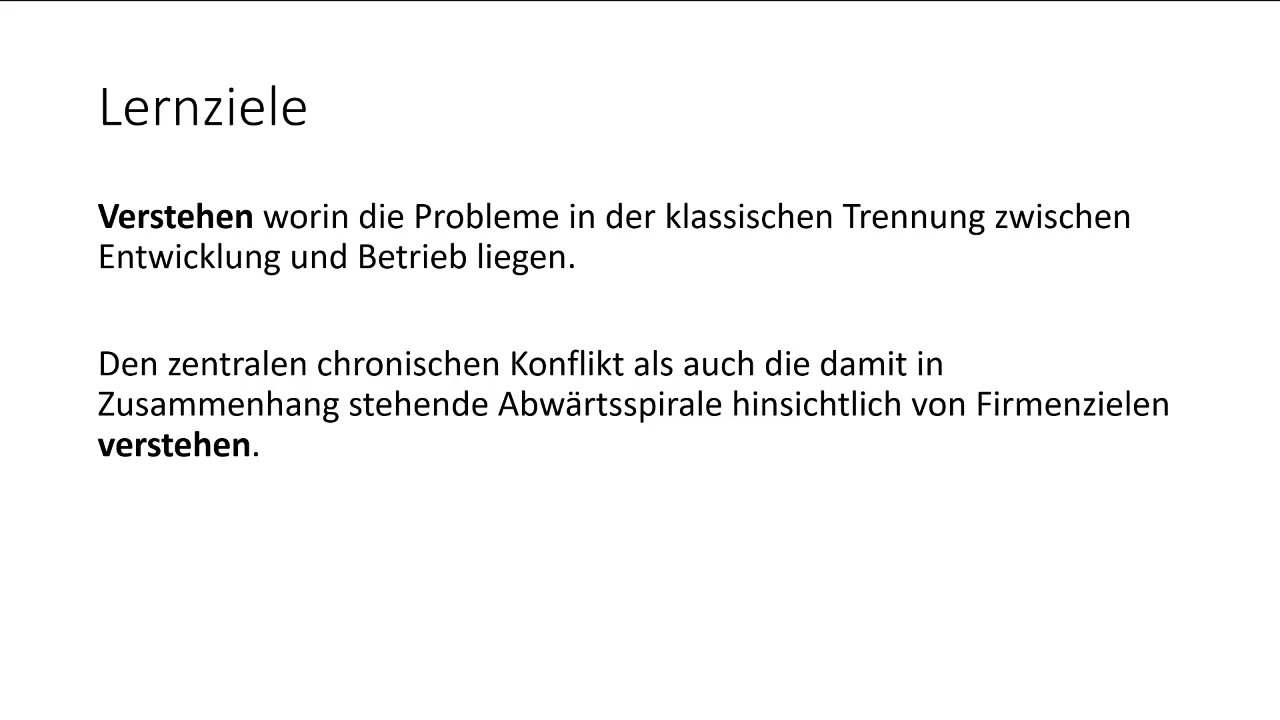 Lernziele
Verstehen worin die Probleme in der klassischen Trennung zwischen
Entwicklung und Betrieb liegen.
Den zentralen chronischen Konflikt als auch die damit in
Zusammenhang stehende Abwärtsspirale hinsichtlich von Firmenzielen
verstehen.